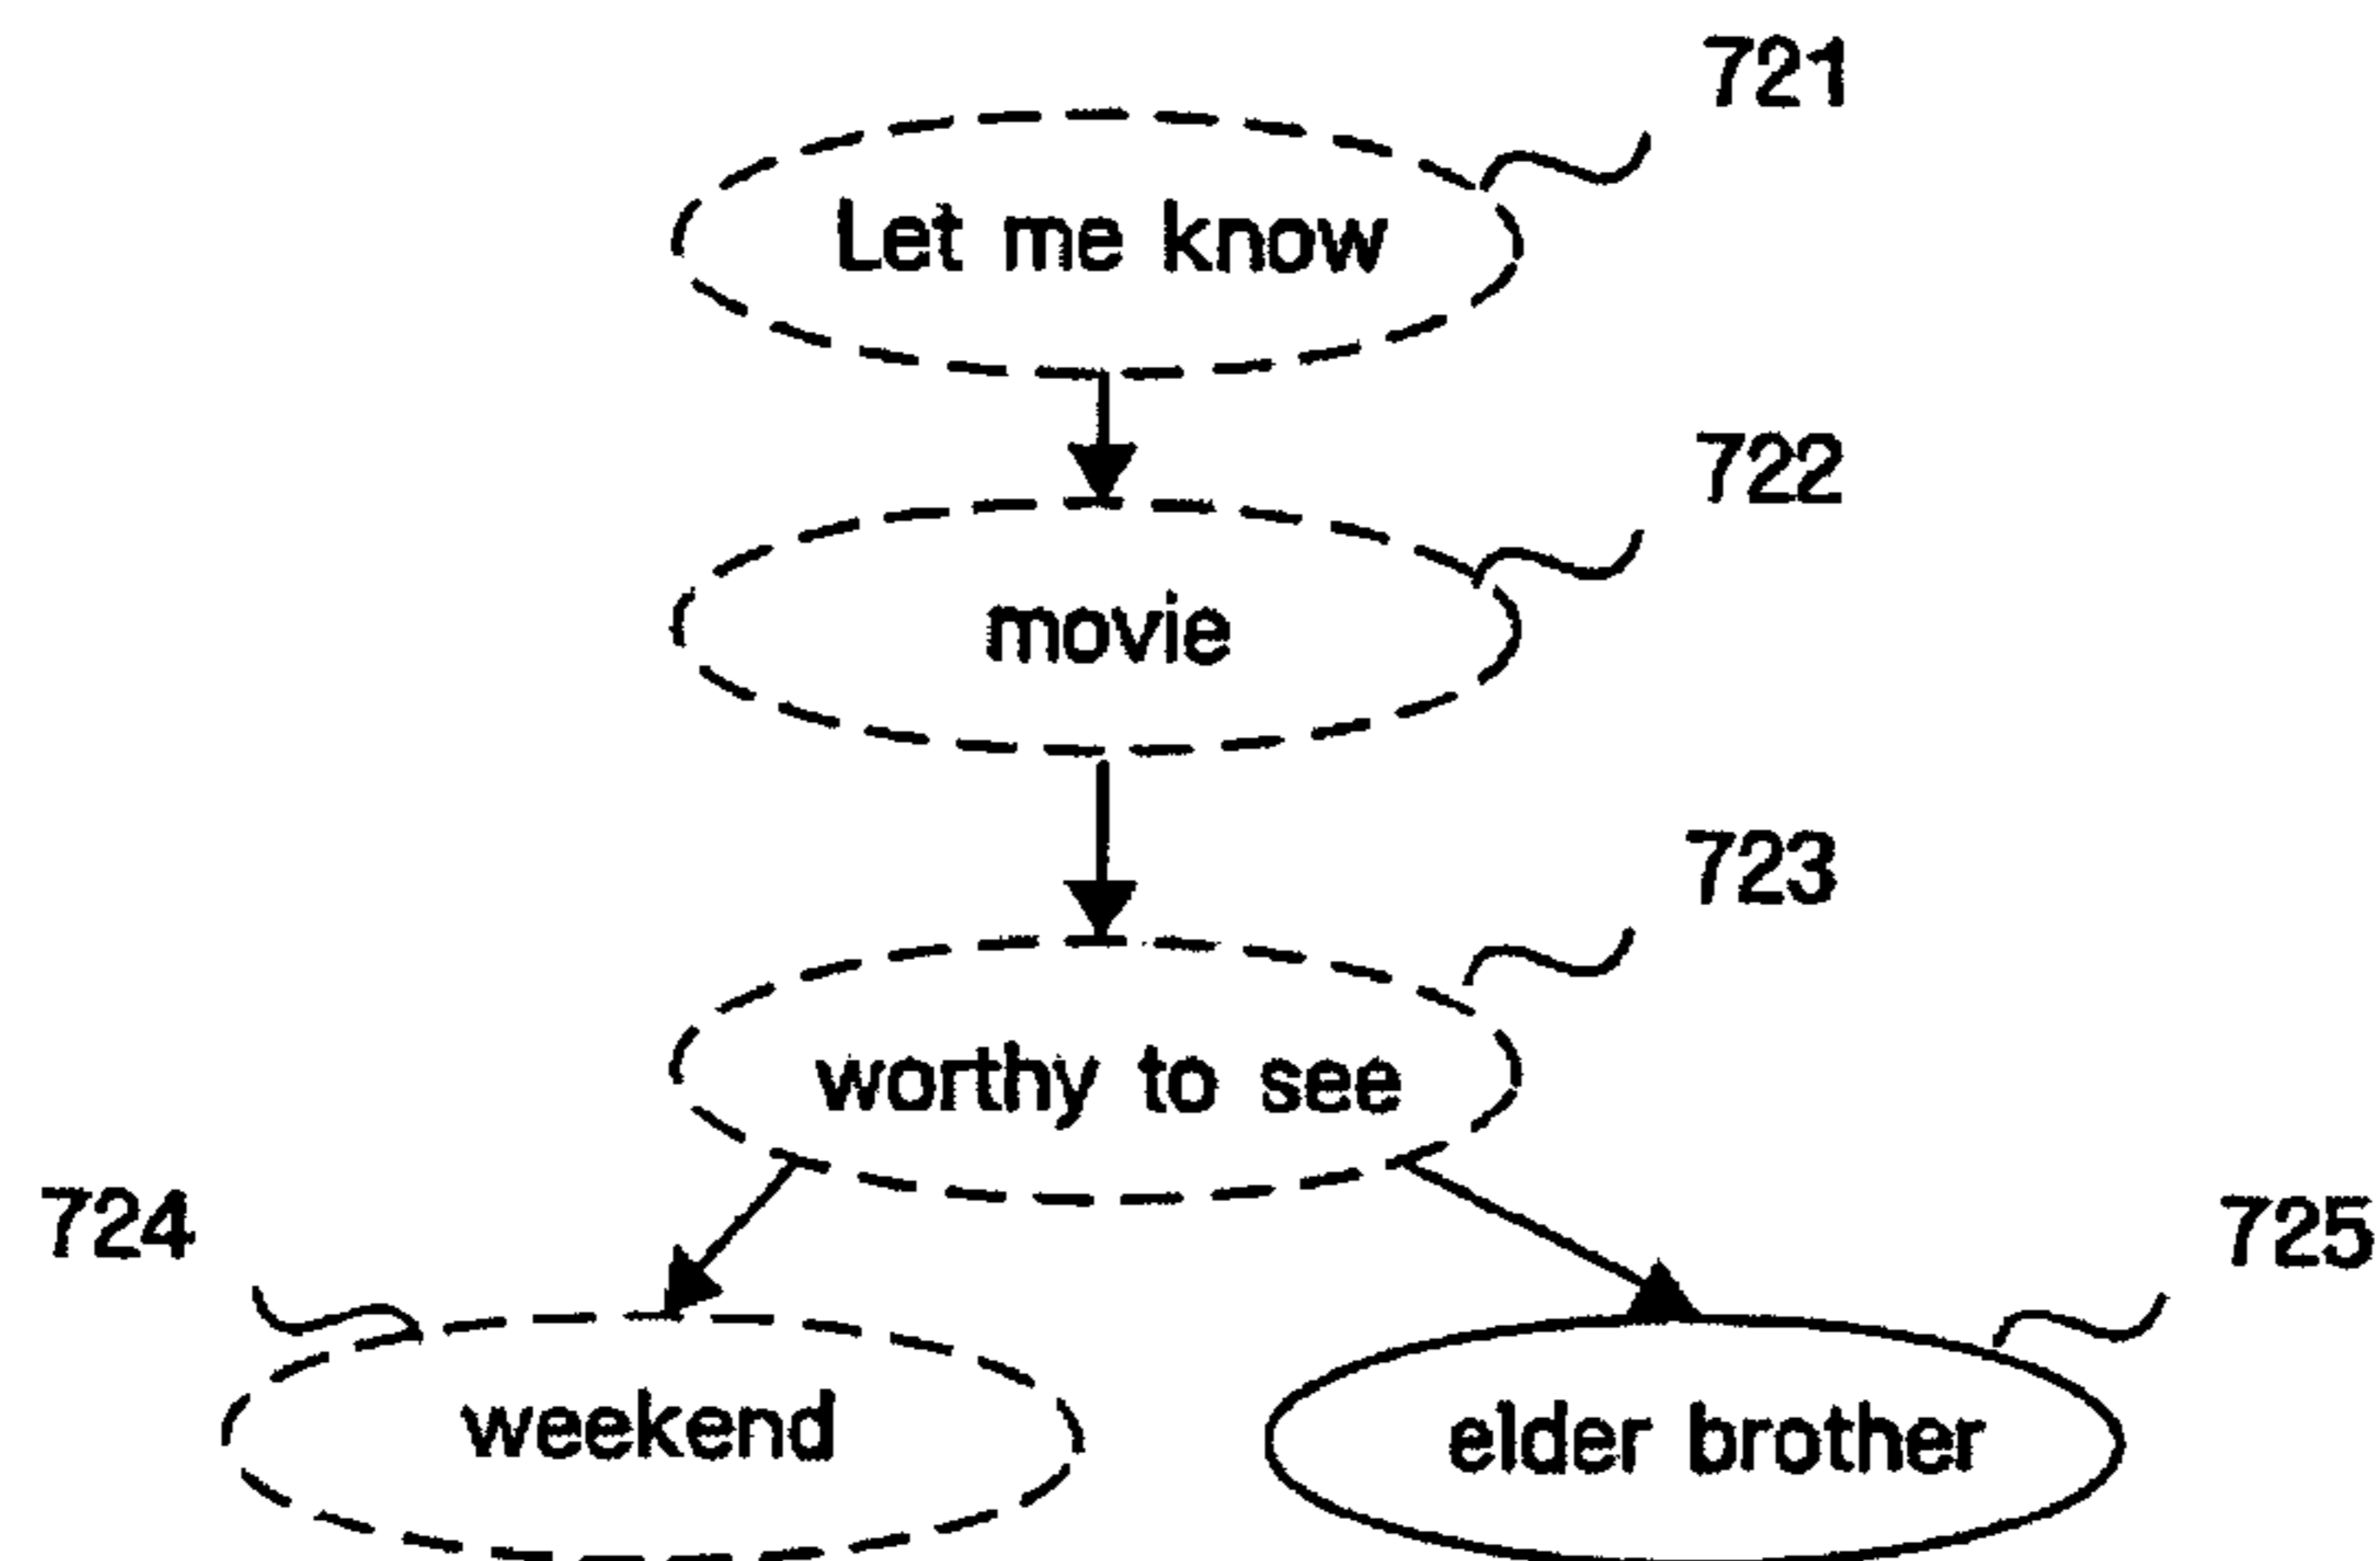 721
Let me know
722
movie
723
worthy to see
724
725
weekend
elder brother